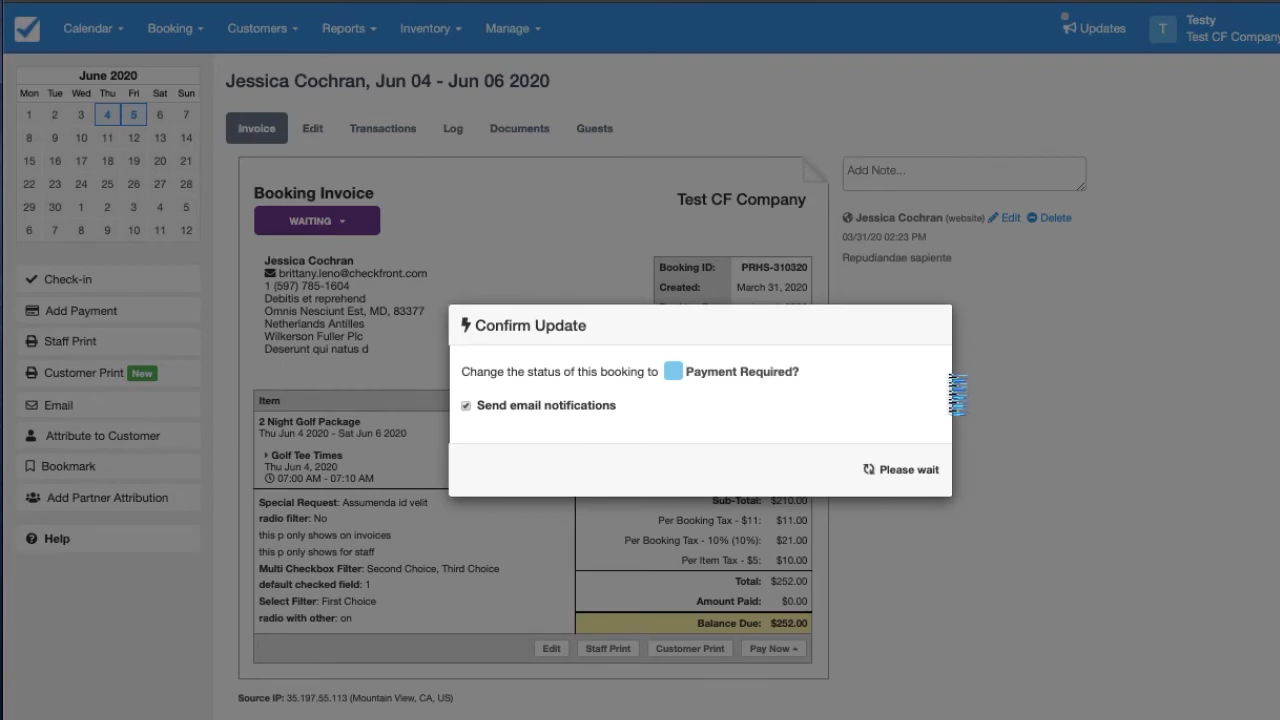 Calendar Booking Customers Reports Inventory Manage Updates T Testy
Test CF Company
June 2020
Mon Tue Wed Thu Fri Sat Sun
1 2 3 4 5 6 7
8 9 10 11 12 13 14
15 16 17 18 19 20 21
22 23 24 25 26 27 28
29 30 1 2 3 4 5
6 7 8 9 10 11 12
Check-in
Add Payment
Staff Print
Customer Print New
Email
Attribute to Customer
Bookmark
Add Partner Attribution
Help
Jessica Cochran, Jun 04 - Jun 06 2020
Invoice Edit Transactions Log Documents Guests
Booking Invoice
WAITING
Test CF Company
Jessica Cochran
brittany.leno@checkfront.com
1 (597) 785-1604
Debitis et reprehend
Omnis Nesciunt Est, MD, 83377
Netherlands Antilles
Wilkerson Fuller Plc
Deserunt qui natus d
Booking ID: PRHS-310320
Created: March 31, 2020
Add Note...
Jessica Cochran (website) Edit Delete
03/31/20 02:23 PM
Repudiandae sapiente
Confirm Update
Change the status of this booking to Payment Required?
Send email notifications
Please wait
Item
2 Night Golf Package
Thu Jun 4 2020 - Sat Jun 6 2020
Golf Tee Times
Thu Jun 4, 2020
07:00 AM - 07:10 AM
Special Request: Assumenda id velit
radio filter: No
this p only shows on invoices
this p only shows for staff
Multi Checkbox Filter: Second Choice, Third Choice
default checked field: 1
Select Filter: First Choice
radio with other: on
Sub-Total: $210.00
Per Booking Tax - $11: $11.00
Per Booking Tax - 10% (10%): $21.00
Per Item Tax - $5: $10.00
Total: $252.00
Amount Paid: $0.00
Balance Due: $252.00
Edit Staff Print Customer Print Pay Now
Source IP: 35.197.55.113 (Mountain View, CA, US)